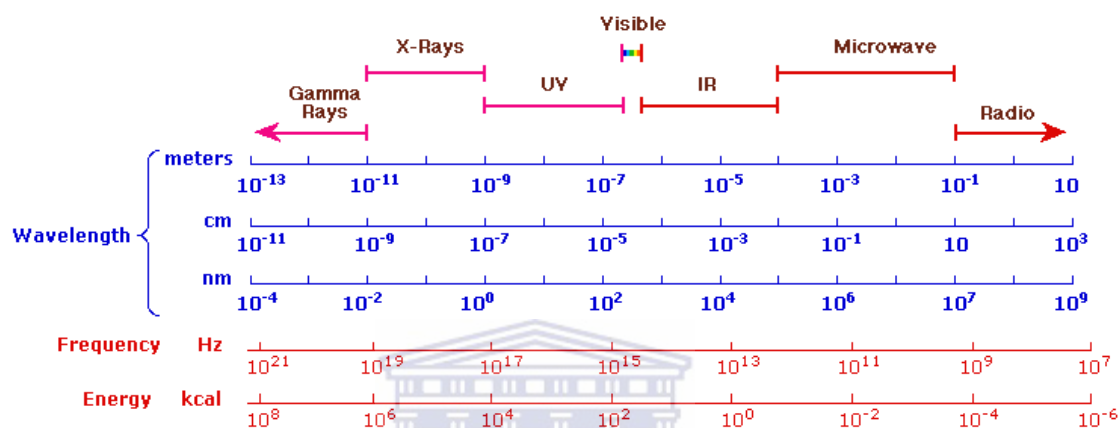 Visible
X-Rays Microwave
Gamma Rays UV IR Radio
meters
10⁻¹³ 10⁻¹¹ 10⁻⁹ 10⁻⁷ 10⁻⁵ 10⁻³ 10⁻¹ 10
Wavelength cm
10⁻¹¹ 10⁻⁹ 10⁻⁷ 10⁻⁵ 10⁻³ 10⁻¹ 10 10³
nm
10⁻⁴ 10⁻² 10⁰ 10² 10⁴ 10⁶ 10⁷ 10⁹
Frequency Hz
10²¹ 10¹⁹ 10¹⁷ 10¹⁵ 10¹³ 10¹¹ 10⁹ 10⁷
Energy kcal
10⁸ 10⁶ 10⁴ 10² 10⁰ 10⁻² 10⁻⁴ 10⁻⁶